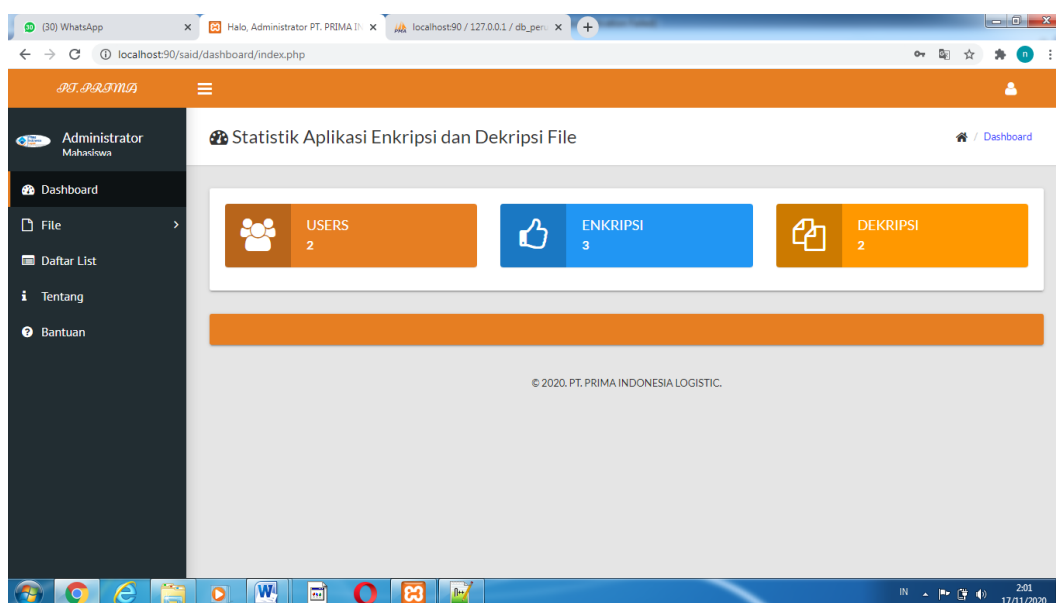 (30) WhatsApp
Halo, Administrator PT. PRIMA IN
localhost:90 / 127.0.0.1 / db_pen
localhost:90/said/dashboard/index.php
n
PT.PRIMA
Administrator
Mahasiswa
Statistik Aplikasi Enkripsi dan Dekripsi File
/ Dashboard
Dashboard
File
Daftar List
Tentang
Bantuan
USERS
2
ENKRIPSI
3
DEKRIPSI
2
© 2020. PT. PRIMA INDONESIA LOGISTIC.
IN
2:01
17/11/2020